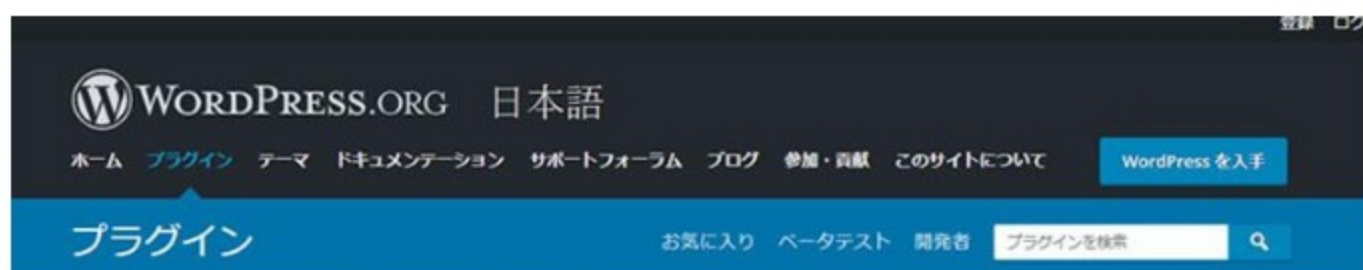 登録 ログ
WORDPRESS.ORG 日本語
ホーム プラグイン テーマ ドキュメンテーション サポートフォーラム ブログ 参加・貢献 このサイトについて WordPress を入手
プラグイン お気に入り ベータテスト 開発者 プラグインを検索